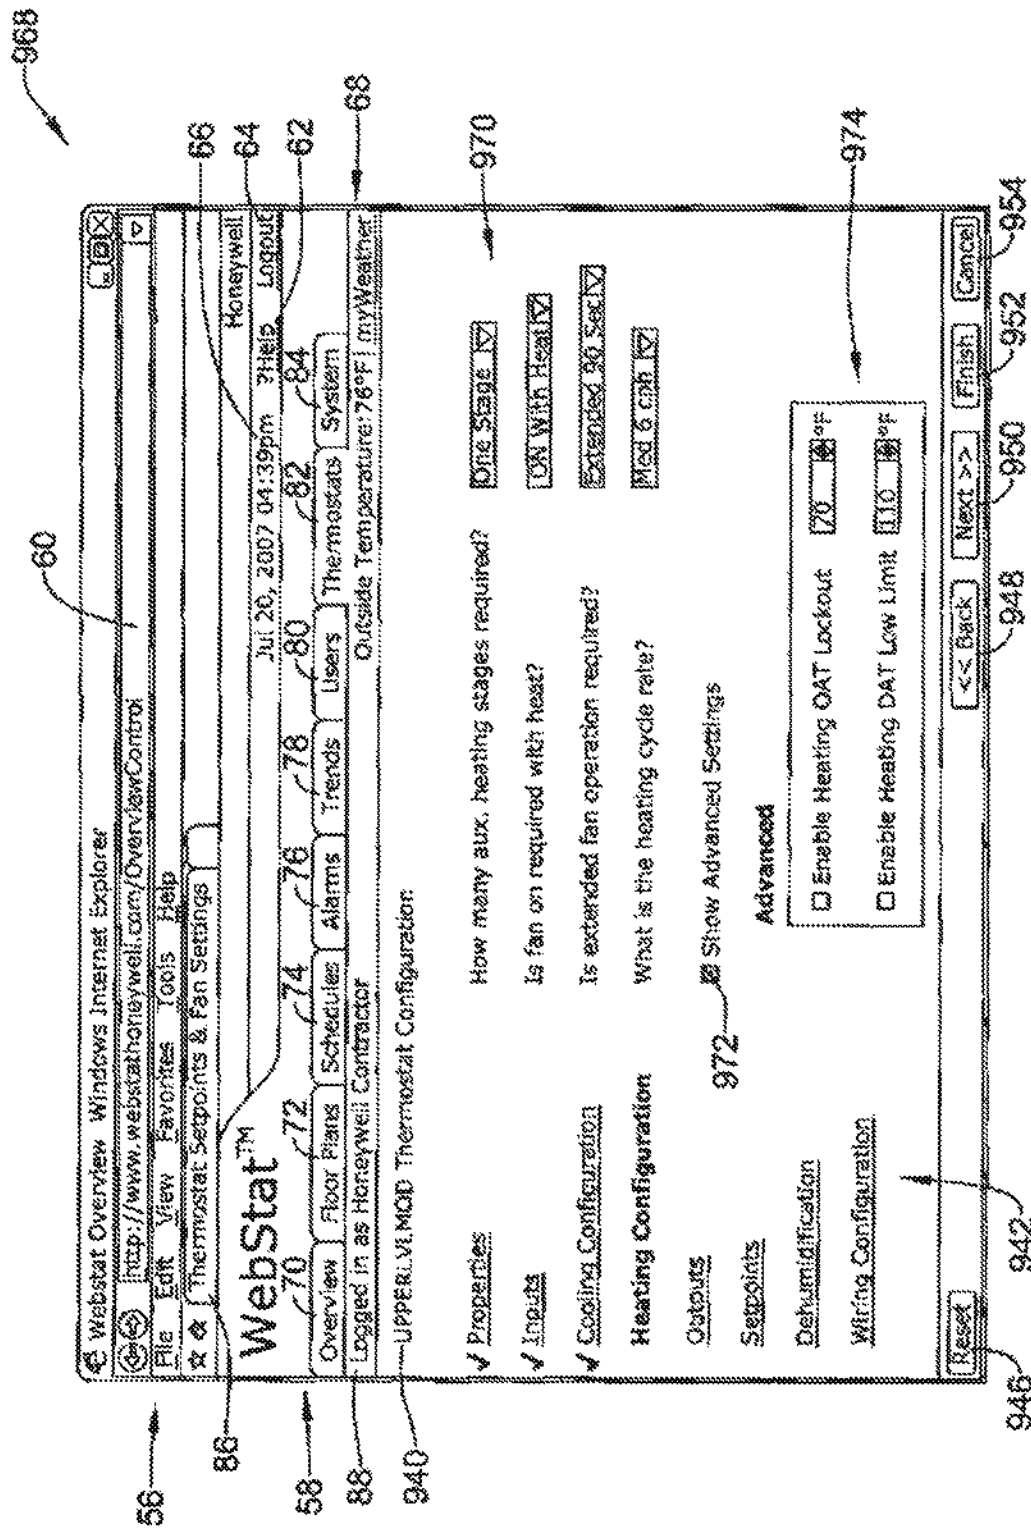 968
60
66
64
62
Webstat Overview Windows Internet Explorer
http://www.webstathoneywell.com/OverviewControl
File Edit View Favorites Tools Help
Thermostat Setpoints & Fan Settings
Honeywell
WebStat™
Jul 20, 2007 04:39pm ?Help Logout
56
86
58
70 72 74 76 78 80 82 84
Overview Floor Plans Schedules Alarms Trends Users Thermostats System
Logged in as Honeywell Contractor Outside Temperature: 76°F | myWeather
68
88
940
UPPERLVLMOD Thermostat Configuration
970
✓ Properties
✓ Inputs
✓ Cooling Configuration
Heating Configuration
Outputs
Setpoints
Dehumidification
Wiring Configuration
942
How many aux. heating stages required? One Stage
Is fan on required with heat? ON With Heat
Is extended fan operation required? Extended 90 Sec
What is the heating cycle rate? Med 6 cph
972
Show Advanced Settings
Advanced
974
Enable Heating OAT Lockout 70 °F
Enable Heating DAT Low Limit 110 °F
Reset << Back Next >> Finish Cancel
946 948 950 952 954